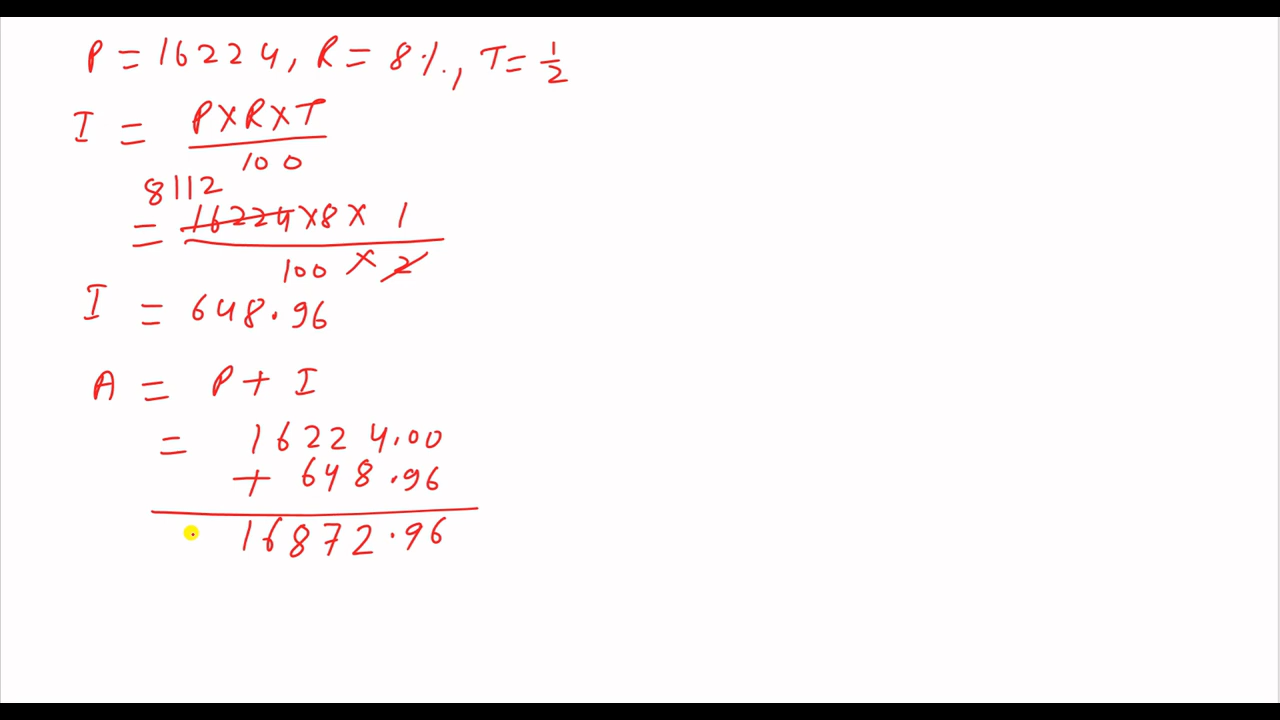 P = 16224, R = 8%, T = 1/2
I = P×R×T
100
8112
= 16224×8× 1
100 × 2
I = 648.96
A = P + I
= 16224.00
+ 648.96
16872.96